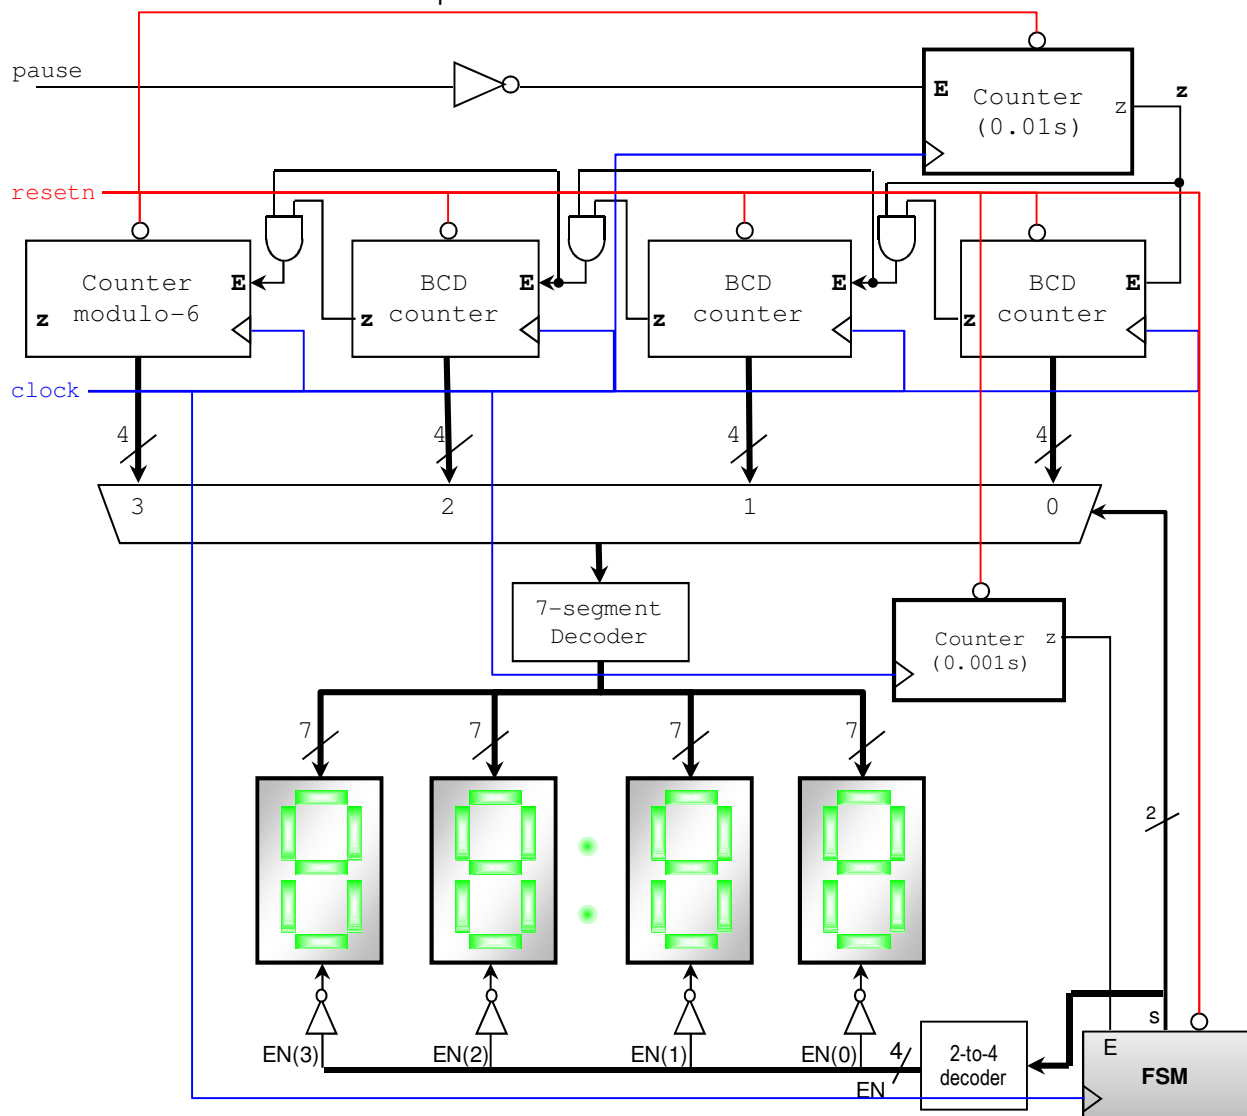 pause
E
Counter
(0.01s)
z
z
resetn
Counter
modulo-6
E
z
BCD
counter
E
z
BCD
counter
E
z
BCD
counter
E
z
clock
4
4
4
4
3
2
1
0
7-segment
Decoder
Counter
(0.001s)
z
7
7
7
7
2
EN(3)
EN(2)
EN(1)
EN(0)
4
EN
2-to-4
decoder
s
E
FSM